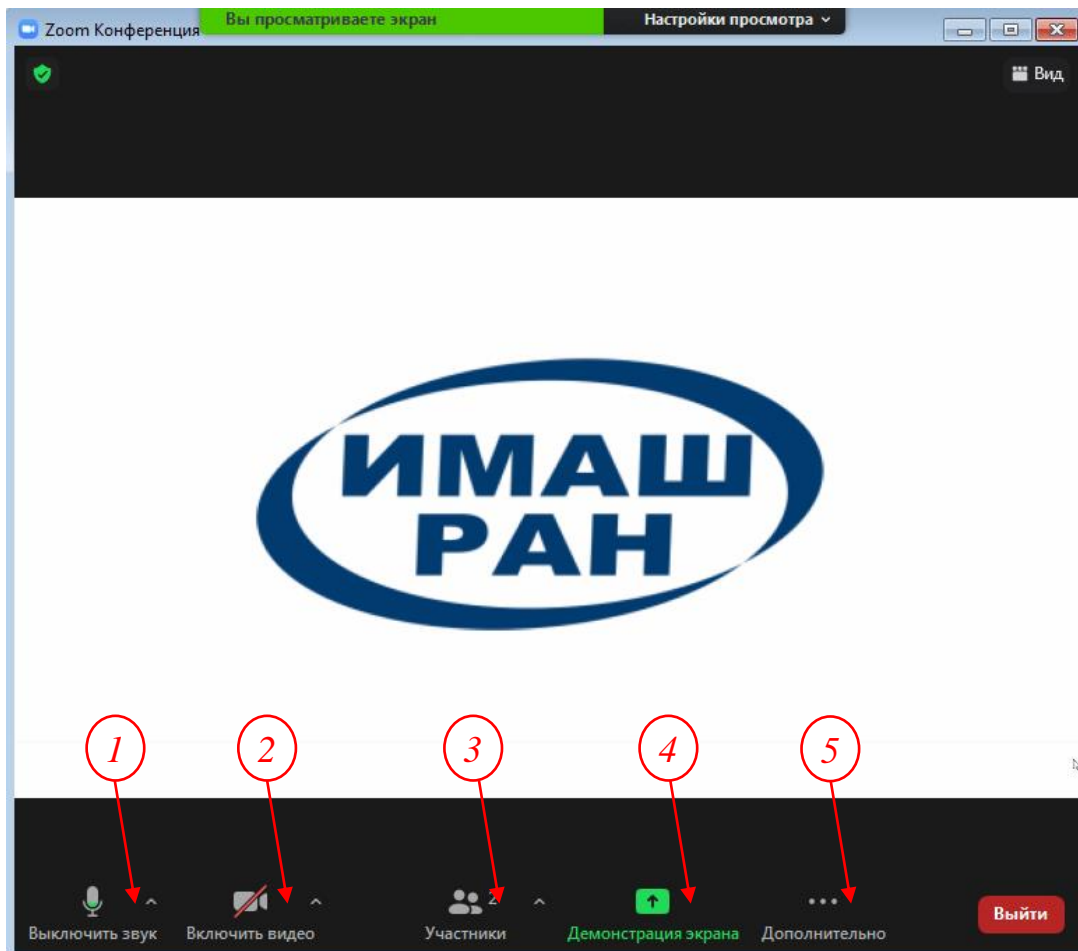 Zoom Конференция
Вы просматриваете экран
Настройки просмотра
Вид
ИМАШ
РАН
1 2 3 4 5
2
Выключить звук Включить видео Участники Демонстрация экрана Дополнительно Выйти